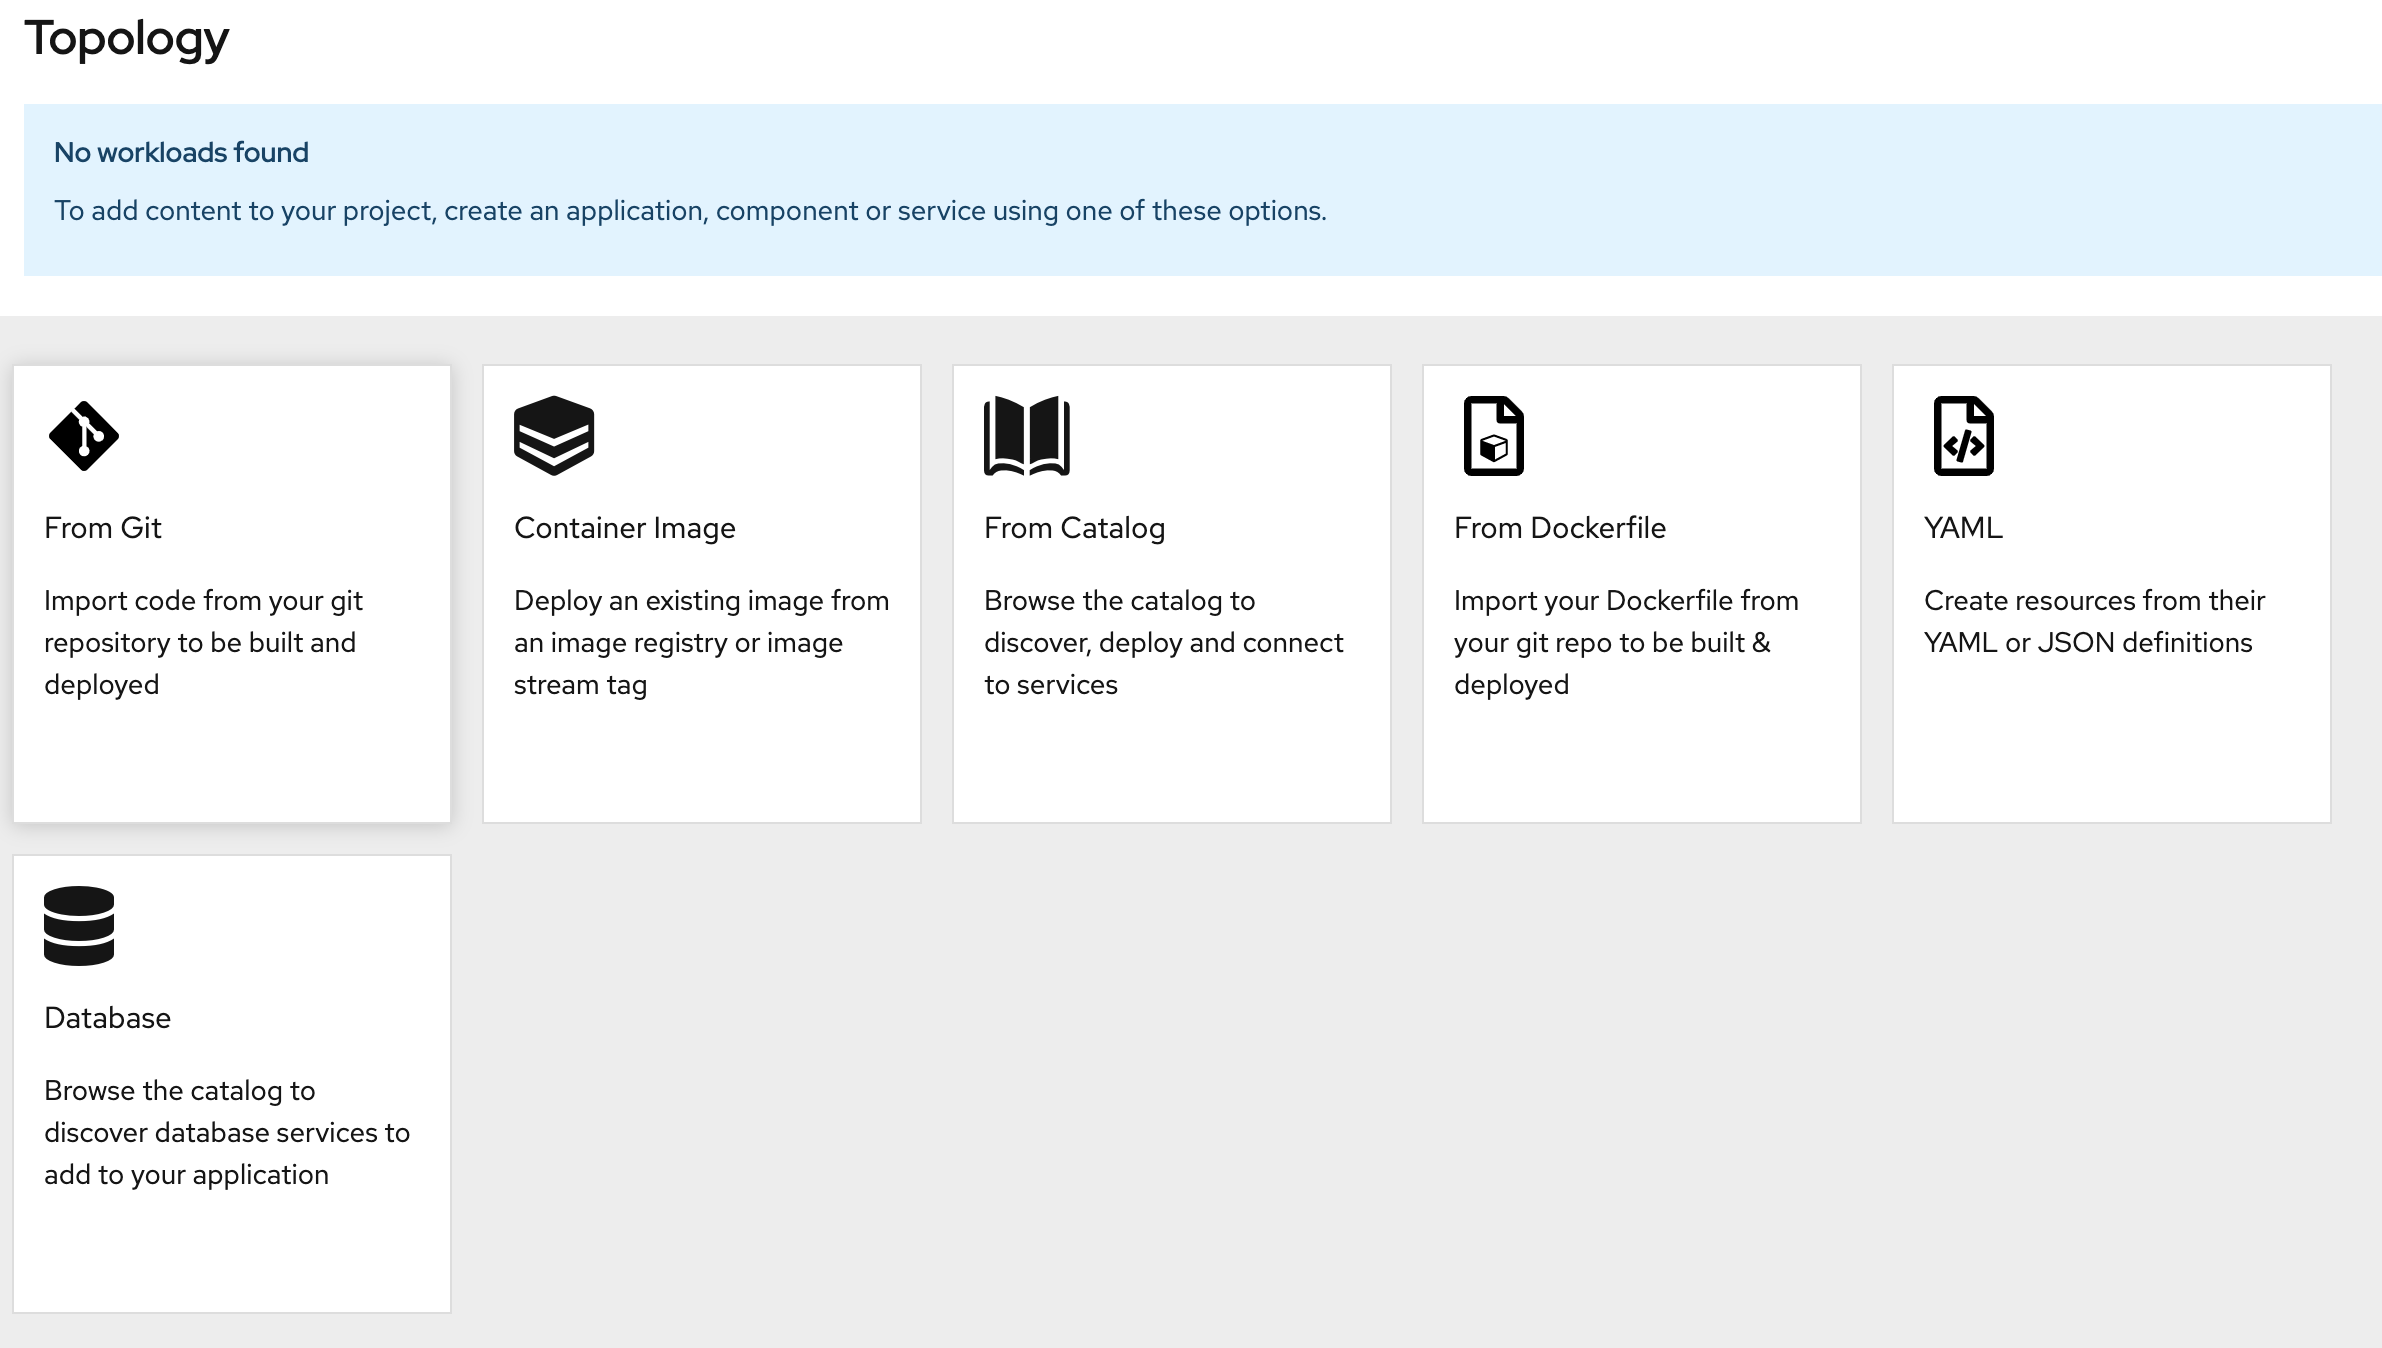 Topology
No workloads found
To add content to your project, create an application, component or service using one of these options.
From Git
Import code from your git
repository to be built and
deployed
Container Image
Deploy an existing image from
an image registry or image
stream tag
From Catalog
Browse the catalog to
discover, deploy and connect
to services
From Dockerfile
Import your Dockerfile from
your git repo to be built &
deployed
YAML
Create resources from their
YAML or JSON definitions
Database
Browse the catalog to
discover database services to
add to your application